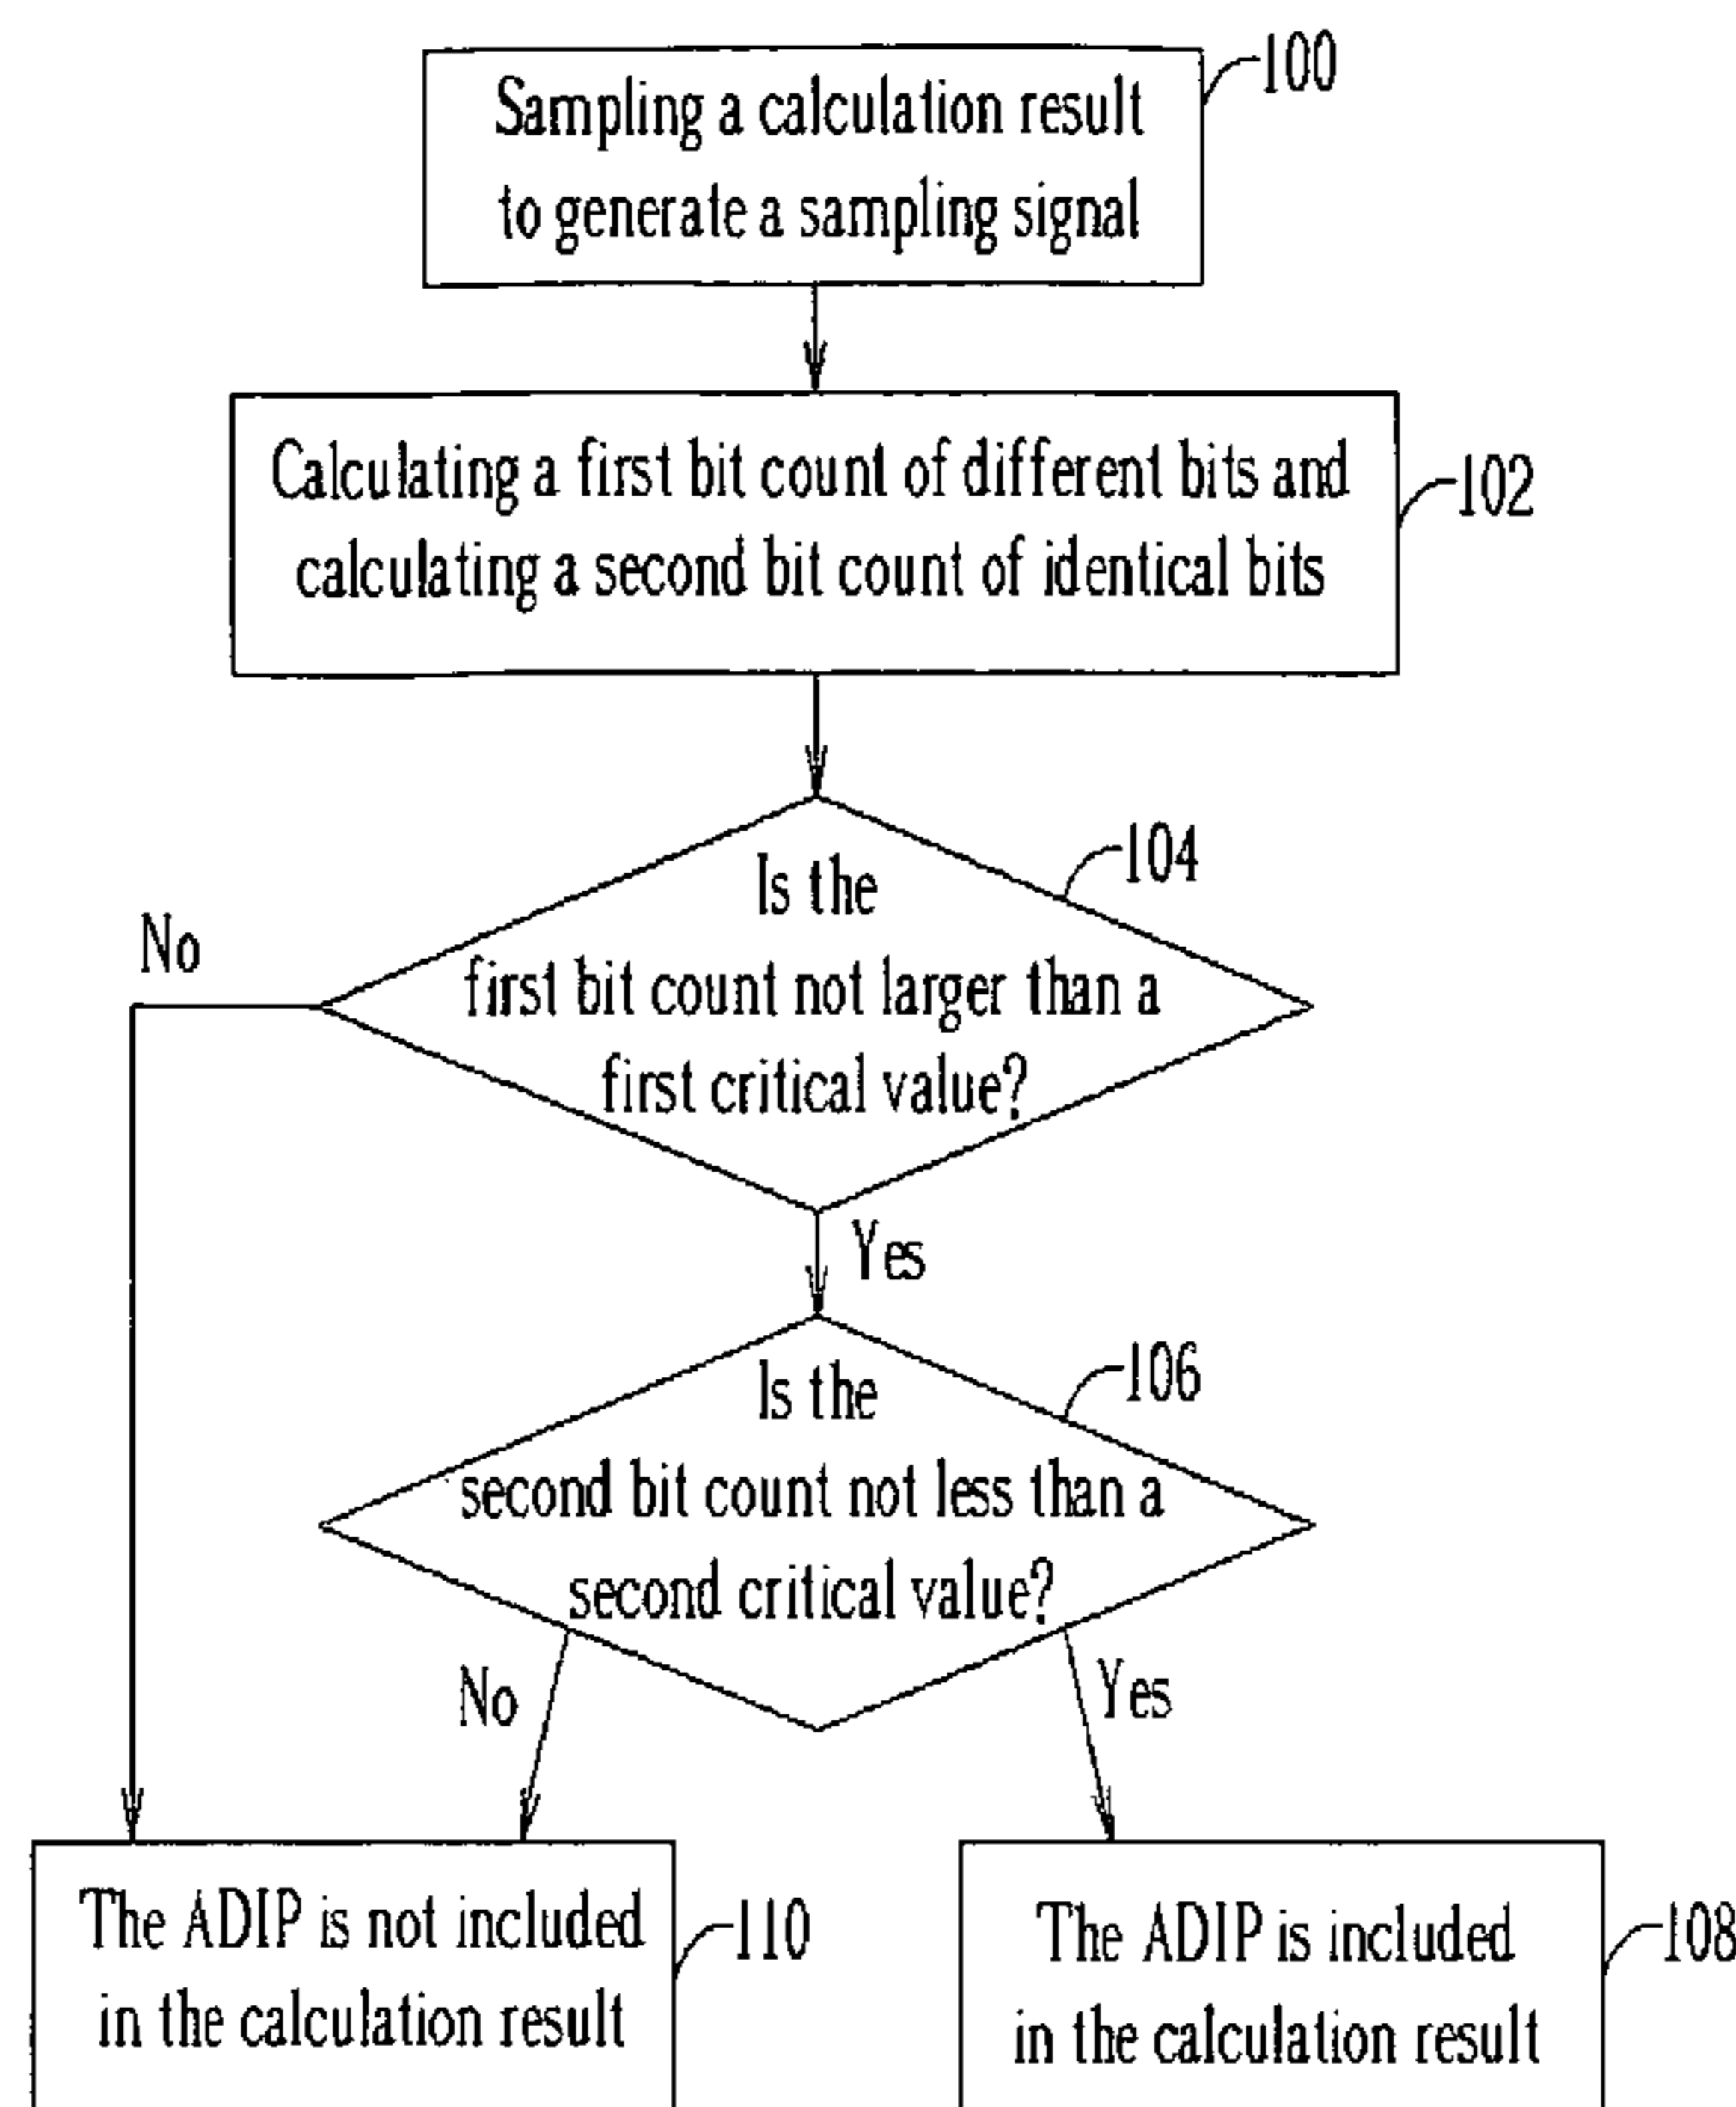 100
Sampling a calculation result
to generate a sampling signal
102
Calculating a first bit count of different bits and
calculating a second bit count of identical bits
104
Is the
first bit count not larger than a
first critical value?
No
Yes
106
Is the
second bit count not less than a
second critical value?
No
Yes
The ADIP is not included
in the calculation result
110
The ADIP is included
in the calculation result
108